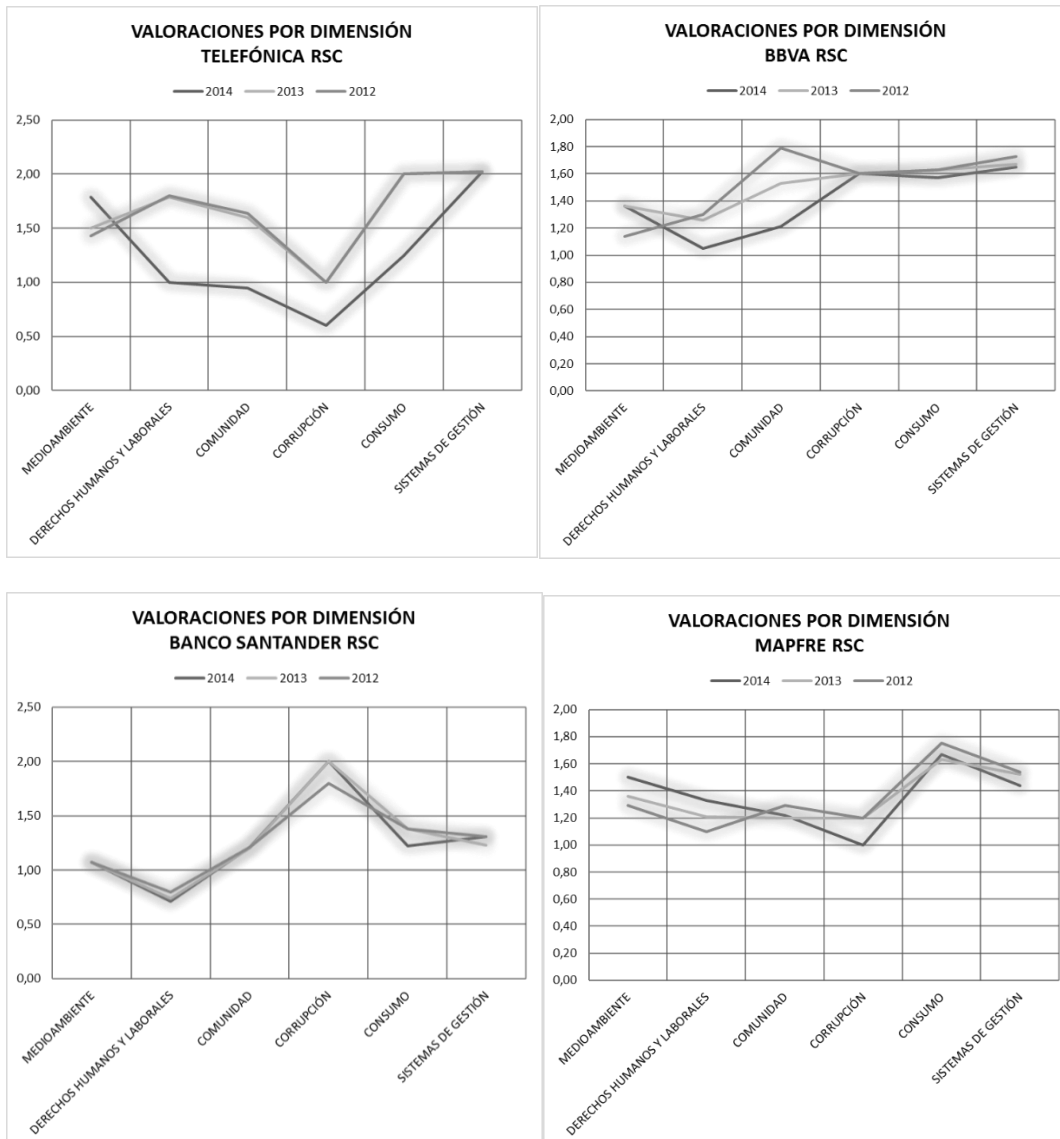 VALORACIONES POR DIMENSIÓN
TELEFÓNICA RSC
2014 2013 2012
2,50
2,00
1,50
1,00
0,50
0,00
MEDIOAMBIENTE
DERECHOS HUMANOS Y LABORALES
COMUNIDAD
CORRUPCIÓN
CONSUMO
SISTEMAS DE GESTIÓN
VALORACIONES POR DIMENSIÓN
BBVA RSC
2014 2013 2012
2,00
1,80
1,60
1,40
1,20
1,00
0,80
0,60
0,40
0,20
0,00
MEDIOAMBIENTE
DERECHOS HUMANOS Y LABORALES
COMUNIDAD
CORRUPCIÓN
CONSUMO
SISTEMAS DE GESTIÓN
VALORACIONES POR DIMENSIÓN
BANCO SANTANDER RSC
2014 2013 2012
2,50
2,00
1,50
1,00
0,50
0,00
MEDIOAMBIENTE
DERECHOS HUMANOS Y LABORALES
COMUNIDAD
CORRUPCIÓN
CONSUMO
SISTEMAS DE GESTIÓN
VALORACIONES POR DIMENSIÓN
MAPFRE RSC
2014 2013 2012
2,00
1,80
1,60
1,40
1,20
1,00
0,80
0,60
0,40
0,20
0,00
MEDIOAMBIENTE
DERECHOS HUMANOS Y LABORALES
COMUNIDAD
CORRUPCIÓN
CONSUMO
SISTEMAS DE GESTIÓN